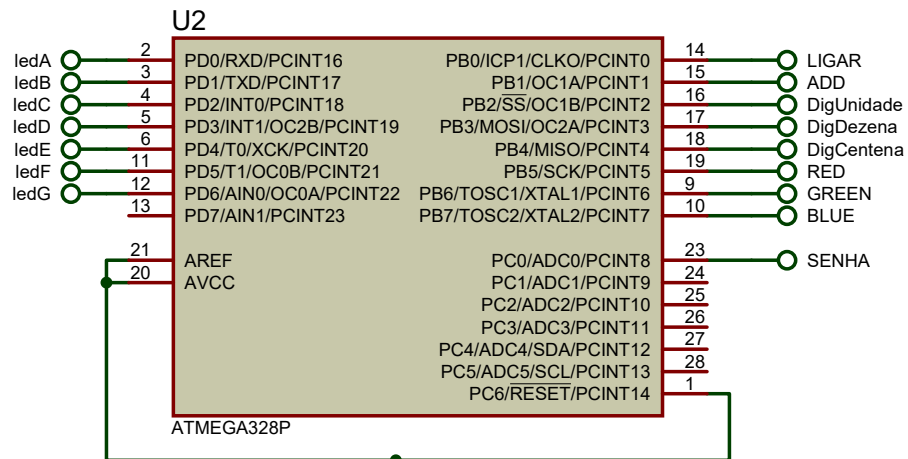 U2
ledA 2 PD0/RXD/PCINT16 PB0/ICP1/CLKO/PCINT0 14 LIGAR
ledB 3 PD1/TXD/PCINT17 PB1/OC1A/PCINT1 15 ADD
ledC 4 PD2/INT0/PCINT18 PB2/SS/OC1B/PCINT2 16 DigUnidade
ledD 5 PD3/INT1/OC2B/PCINT19 PB3/MOSI/OC2A/PCINT3 17 DigDezena
ledE 6 PD4/T0/XCK/PCINT20 PB4/MISO/PCINT4 18 DigCentena
ledF 11 PD5/T1/OC0B/PCINT21 PB5/SCK/PCINT5 19 RED
ledG 12 PD6/AIN0/OC0A/PCINT22 PB6/TOSC1/XTAL1/PCINT6 9 GREEN
13 PD7/AIN1/PCINT23 PB7/TOSC2/XTAL2/PCINT7 10 BLUE
21 AREF PC0/ADC0/PCINT8 23 SENHA
20 AVCC PC1/ADC1/PCINT9 24
PC2/ADC2/PCINT10 25
PC3/ADC3/PCINT11 26
PC4/ADC4/SDA/PCINT12 27
PC5/ADC5/SCL/PCINT13 28
PC6/RESET/PCINT14 1
ATMEGA328P